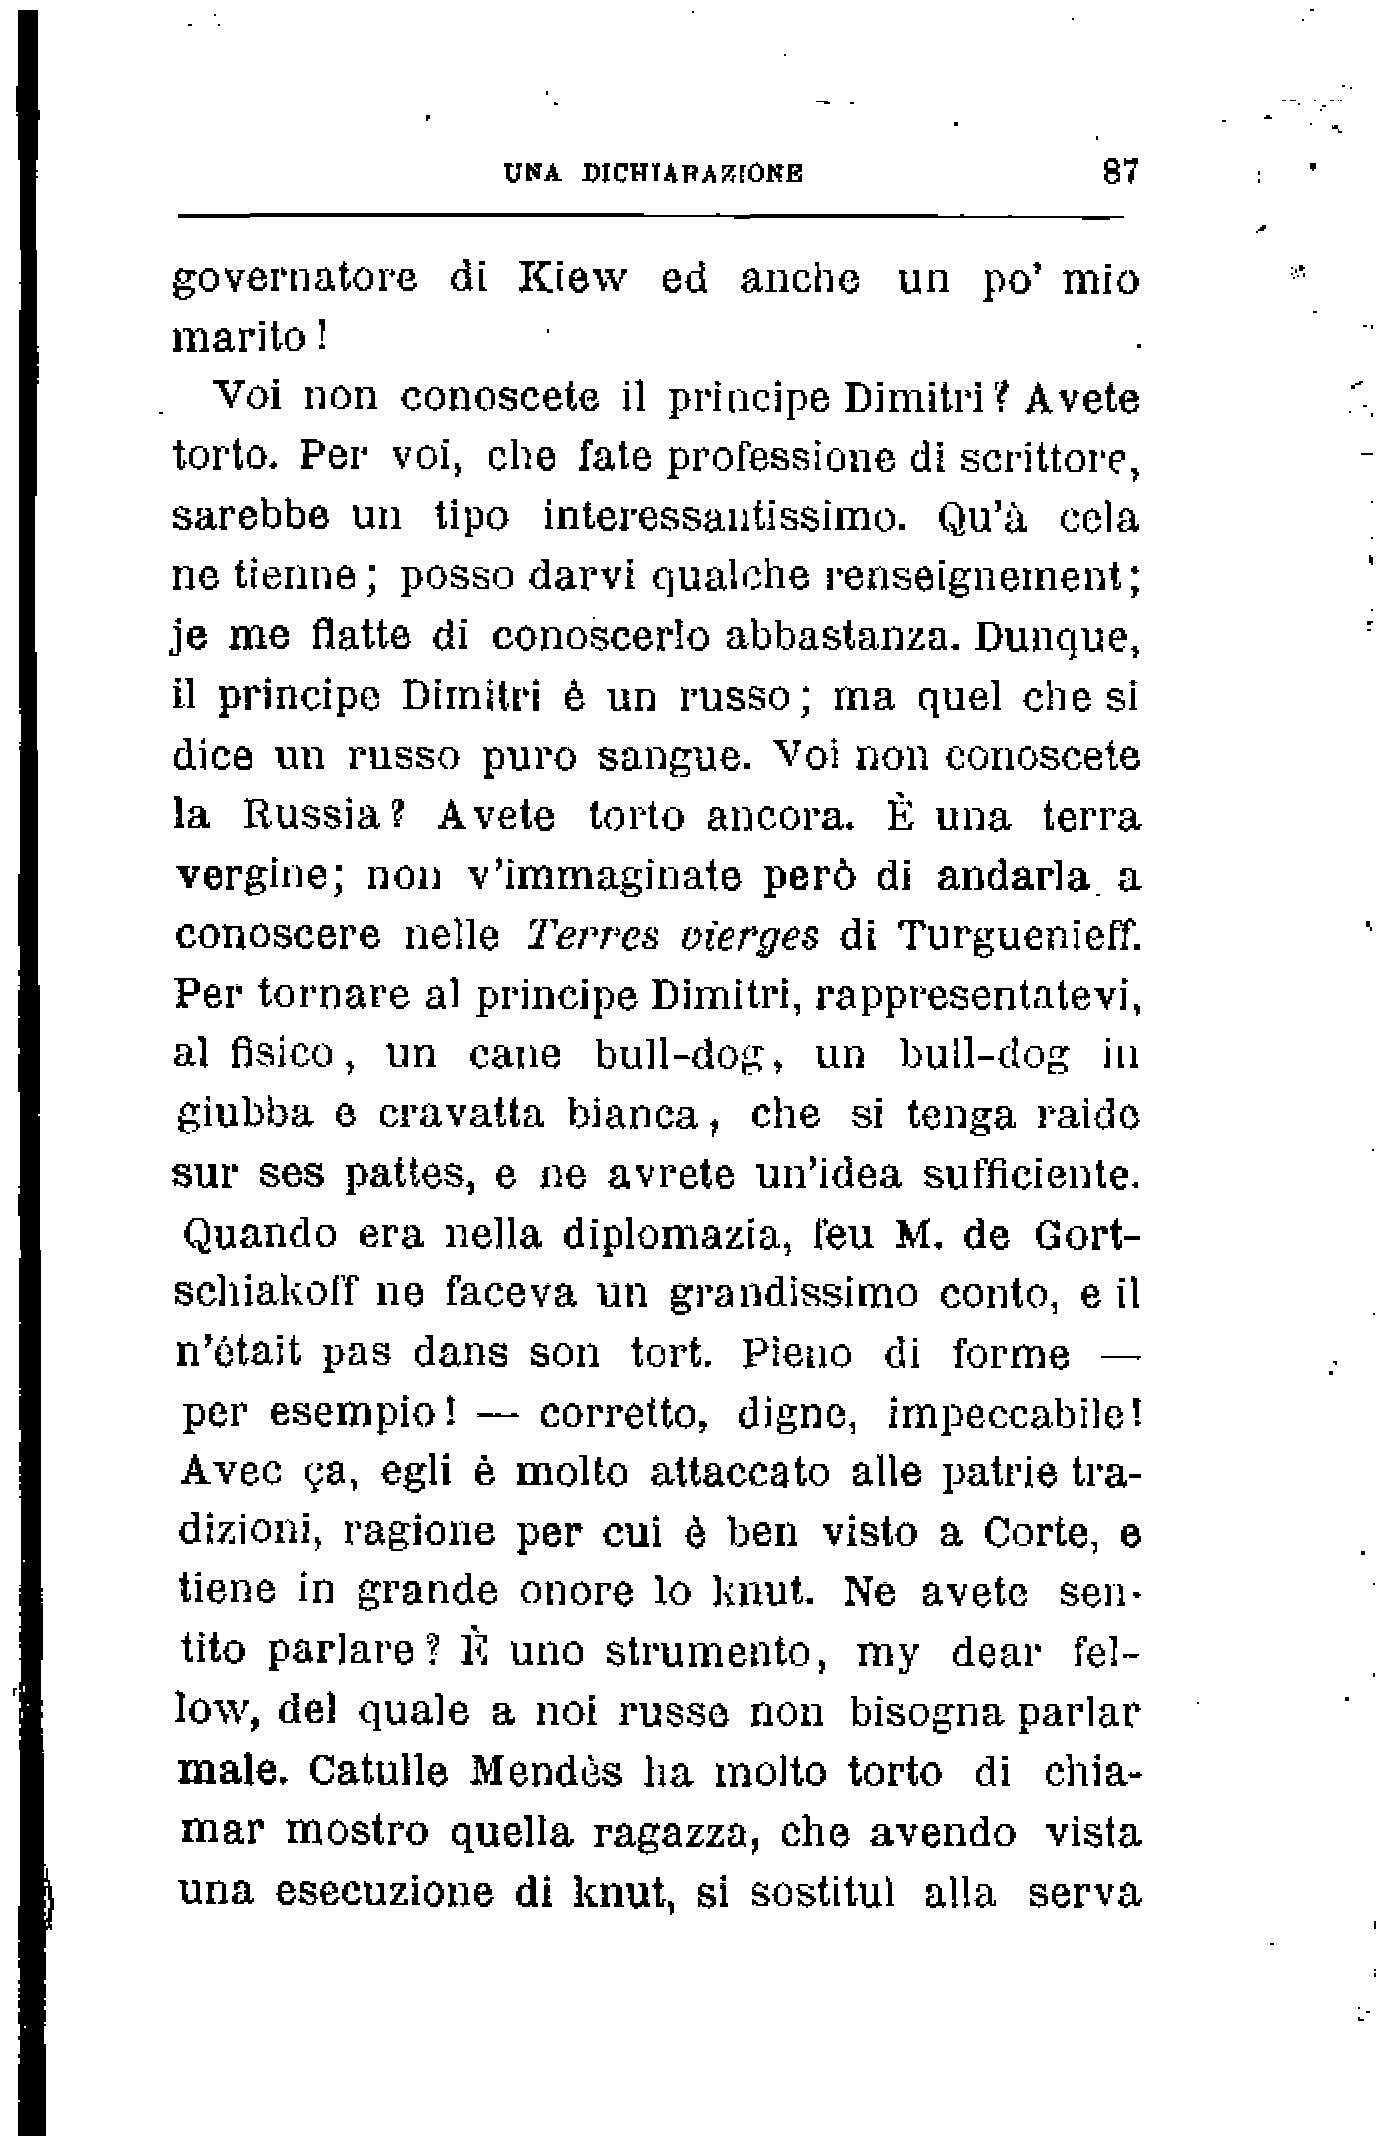 UNA DICHIARAZIONE 87
governatore di Kiew ed anche un po' mio
marito!
Voi non conoscete il principe Dimitri? Avete
torto. Per voi, che fate professione di scrittore,
sarebbe un tipo interessantissimo. Qu'à cela
ne tienne; posso darvi qualche renseignement;
je me flatte di conoscerlo abbastanza. Dunque,
il principe Dimitri è un russo; ma quel che si
dice un russo puro sangue. Voi non conoscete
la Russia? Avete torto ancora. È una terra
vergine; non v'immaginate però di andarla a
conoscere nelle Terres vierges di Turguenieff.
Per tornare al principe Dimitri, rappresentatevi,
al fisico, un cane bull-dog, un bull-dog in
giubba e cravatta bianca, che si tenga raide
sur ses pattes, e ne avrete un'idea sufficiente.
Quando era nella diplomazia, feu M. de Gort-
schiakoff ne faceva un grandissimo conto, e il
n'était pas dans son tort. Pieno di forme —
per esempio! — corretto, digne, impeccabile!
Avec ça, egli è molto attaccato alle patrie tra-
dizioni, ragione per cui è ben visto a Corte, e
tiene in grande onore lo knut. Ne avete sen-
tito parlare? È uno strumento, my dear fel-
low, del quale a noi russe non bisogna parlar
male. Catulle Mendès ha molto torto di chia-
mar mostro quella ragazza, che avendo vista
una esecuzione di knut, si sostituì alla serva